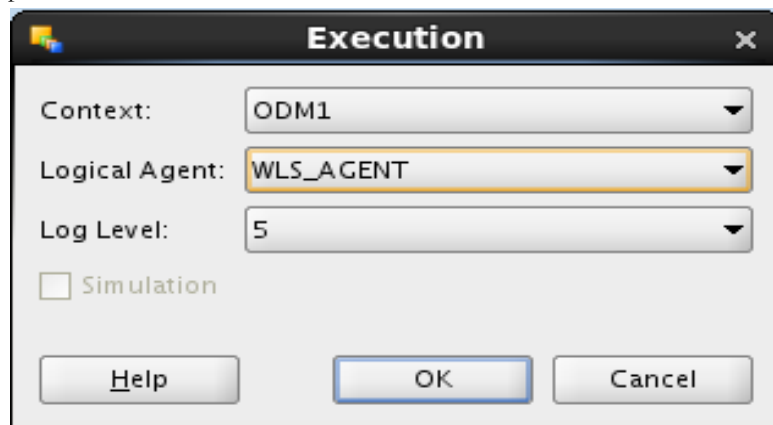 Execution
Context: ODM1
Logical Agent: WLS_AGENT
Log Level: 5
Simulation
Help OK Cancel